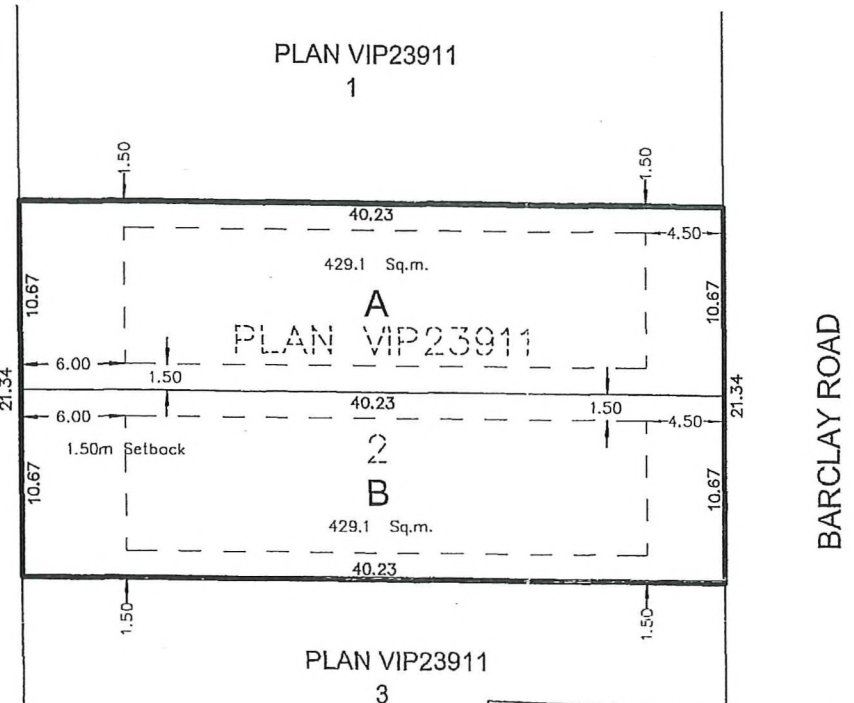 PLAN VIP23911
1
1.50
1.50
40.23
4.50
429.1 Sq.m.
10.67
A
10.67
PLAN VIP23911
6.00
1.50
21.34
40.23
1.50
21.34
6.00
4.50
2
1.50m Setback
10.67
B
10.67
429.1 Sq.m.
40.23
1.50
1.50
PLAN VIP23911
3
BARCLAY ROAD